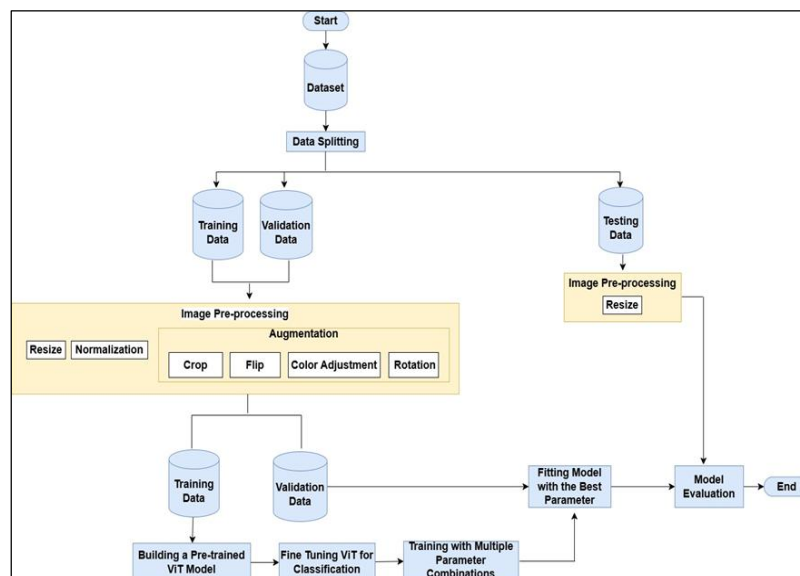 Start
Dataset
Data Splitting
Training
Data
Validation
Data
Testing
Data
Image Pre-processing
Resize
Image Pre-processing
Augmentation
Resize
Normalization
Crop
Flip
Color Adjustment
Rotation
Training
Data
Validation
Data
Fitting Model
with the Best
Parameter
Model
Evaluation
End
Building a Pre-trained
ViT Model
Fine Tuning ViT for
Classification
Training with Multiple
Parameter
Combinations